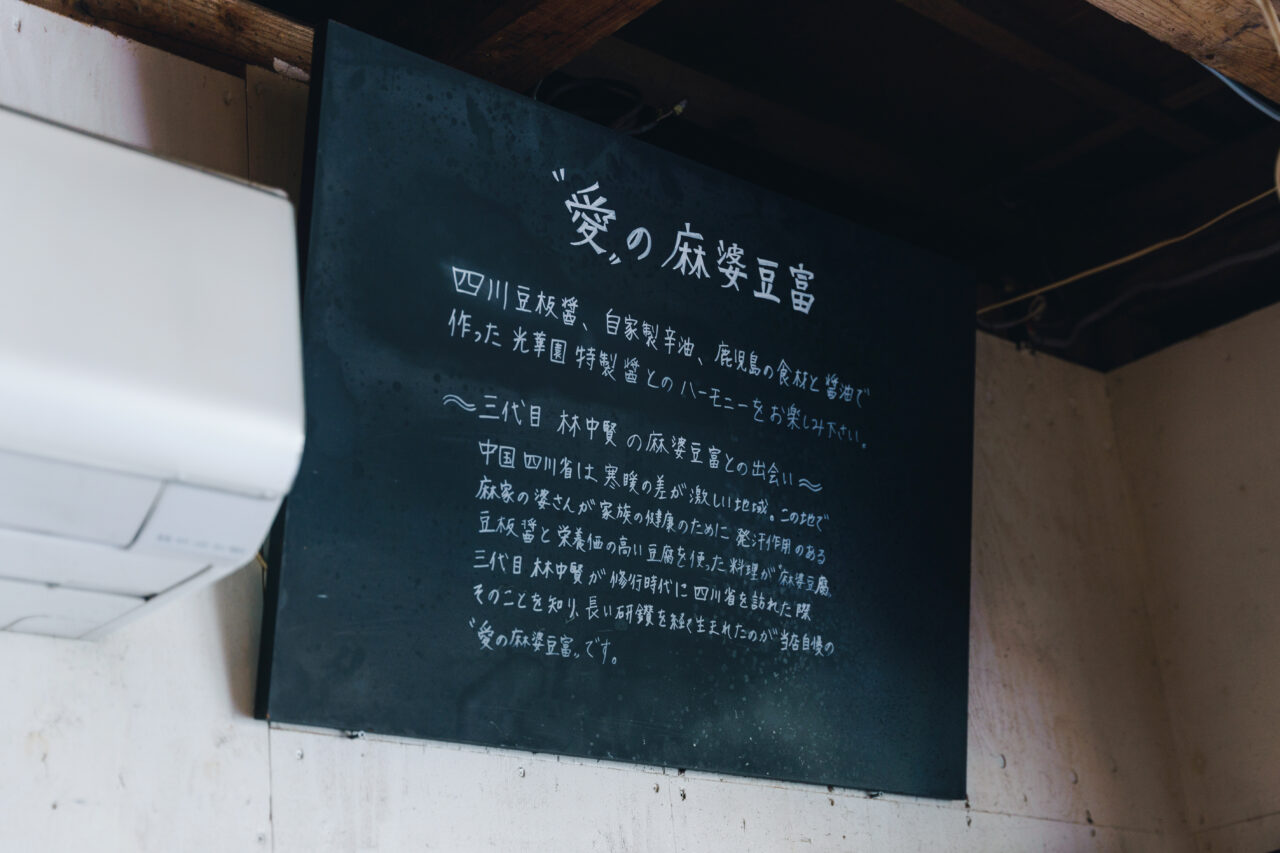 〝愛〟の麻婆豆富
四川豆板醤、自家製辛油、鹿児島の食材と醤油で
作った光華園特製醤とのハーモニーをお楽しみ下さい。
〜三代目 林中賢の麻婆豆富との出会い〜
中国四川省は寒暖の差が激しい地域。この地で
麻家の婆さんが家族の健康のために発汗作用のある
豆板醤と栄養価の高い豆腐を使った料理が〝麻婆豆腐〟
三代目林中賢が修行時代に四川省を訪れた際
そのことを知り、長い研鑽を経て生まれたのが当店自慢の
〝愛の麻婆豆富〟です。